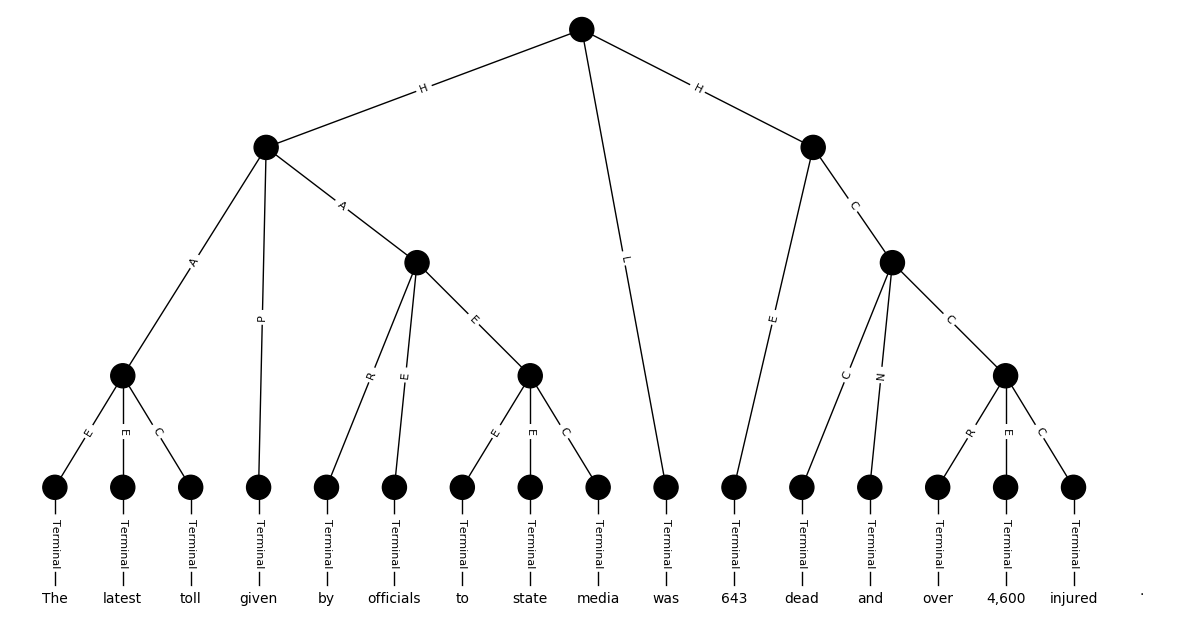 H H
A A C
A L
P E
R E E C N C
E E C E E C R E C
Terminal Terminal Terminal Terminal Terminal Terminal Terminal Terminal Terminal Terminal Terminal Terminal Terminal Terminal Terminal Terminal
The latest toll given by officials to state media was 643 dead and over 4,600 injured .